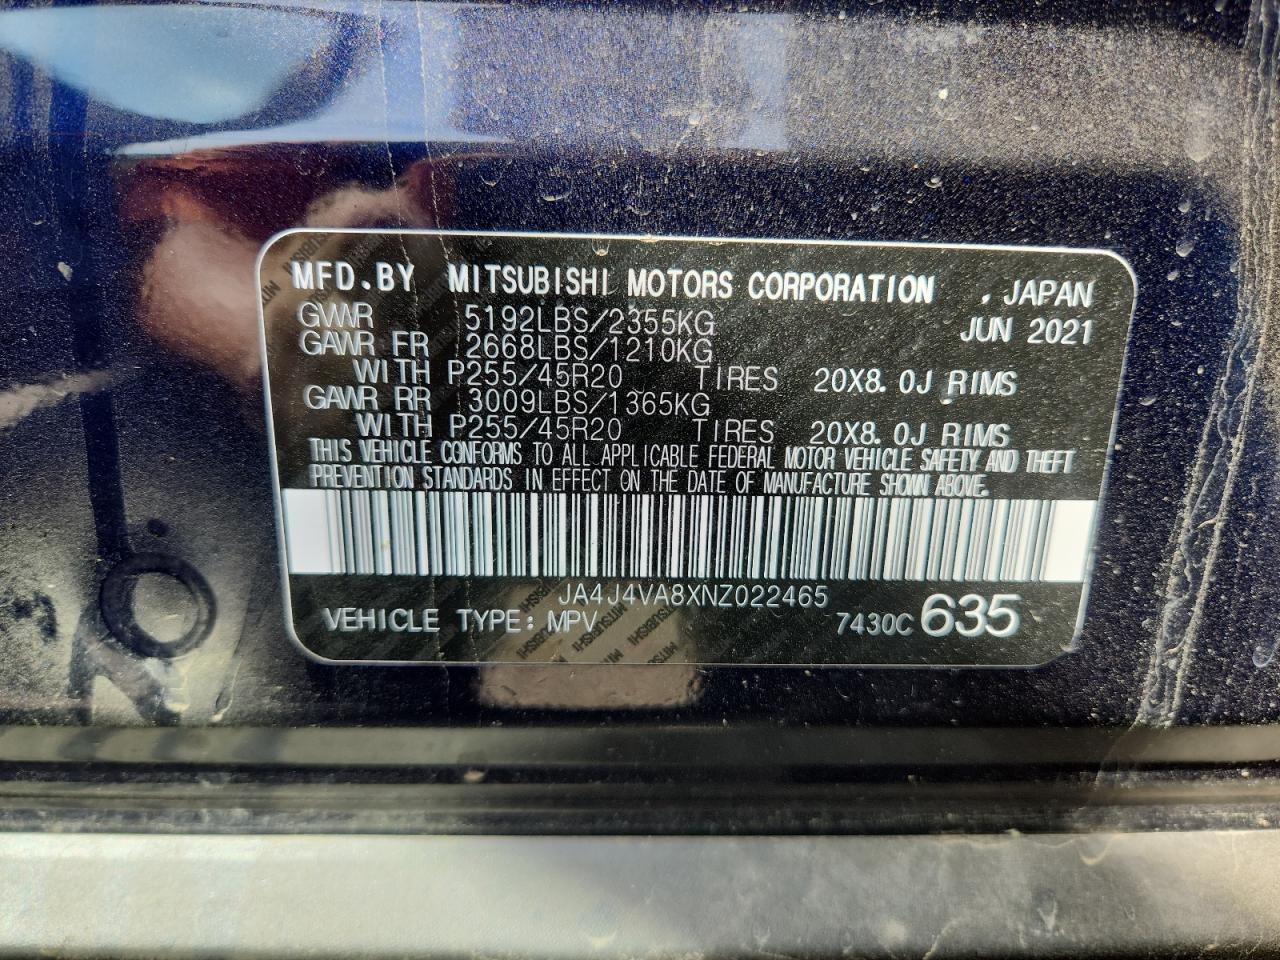 MFD.BY MITSUBISHI MOTORS CORPORATION , JAPAN
GVWR 5192LBS/2355KG JUN 2021
GAWR FR 2668LBS/1210KG
WITH P255/45R20 TIRES 20X8.0J RIMS
GAWR RR 3009LBS/1365KG
WITH P255/45R20 TIRES 20X8.0J RIMS
THIS VEHICLE CONFORMS TO ALL APPLICABLE FEDERAL MOTOR VEHICLE SAFETY AND THEFT
PREVENTION STANDARDS IN EFFECT ON THE DATE OF MANUFACTURE SHOWN ABOVE.
JA4J4VA8XNZ022465
VEHICLE TYPE: MPV 7430C 635
MITSUBISHI